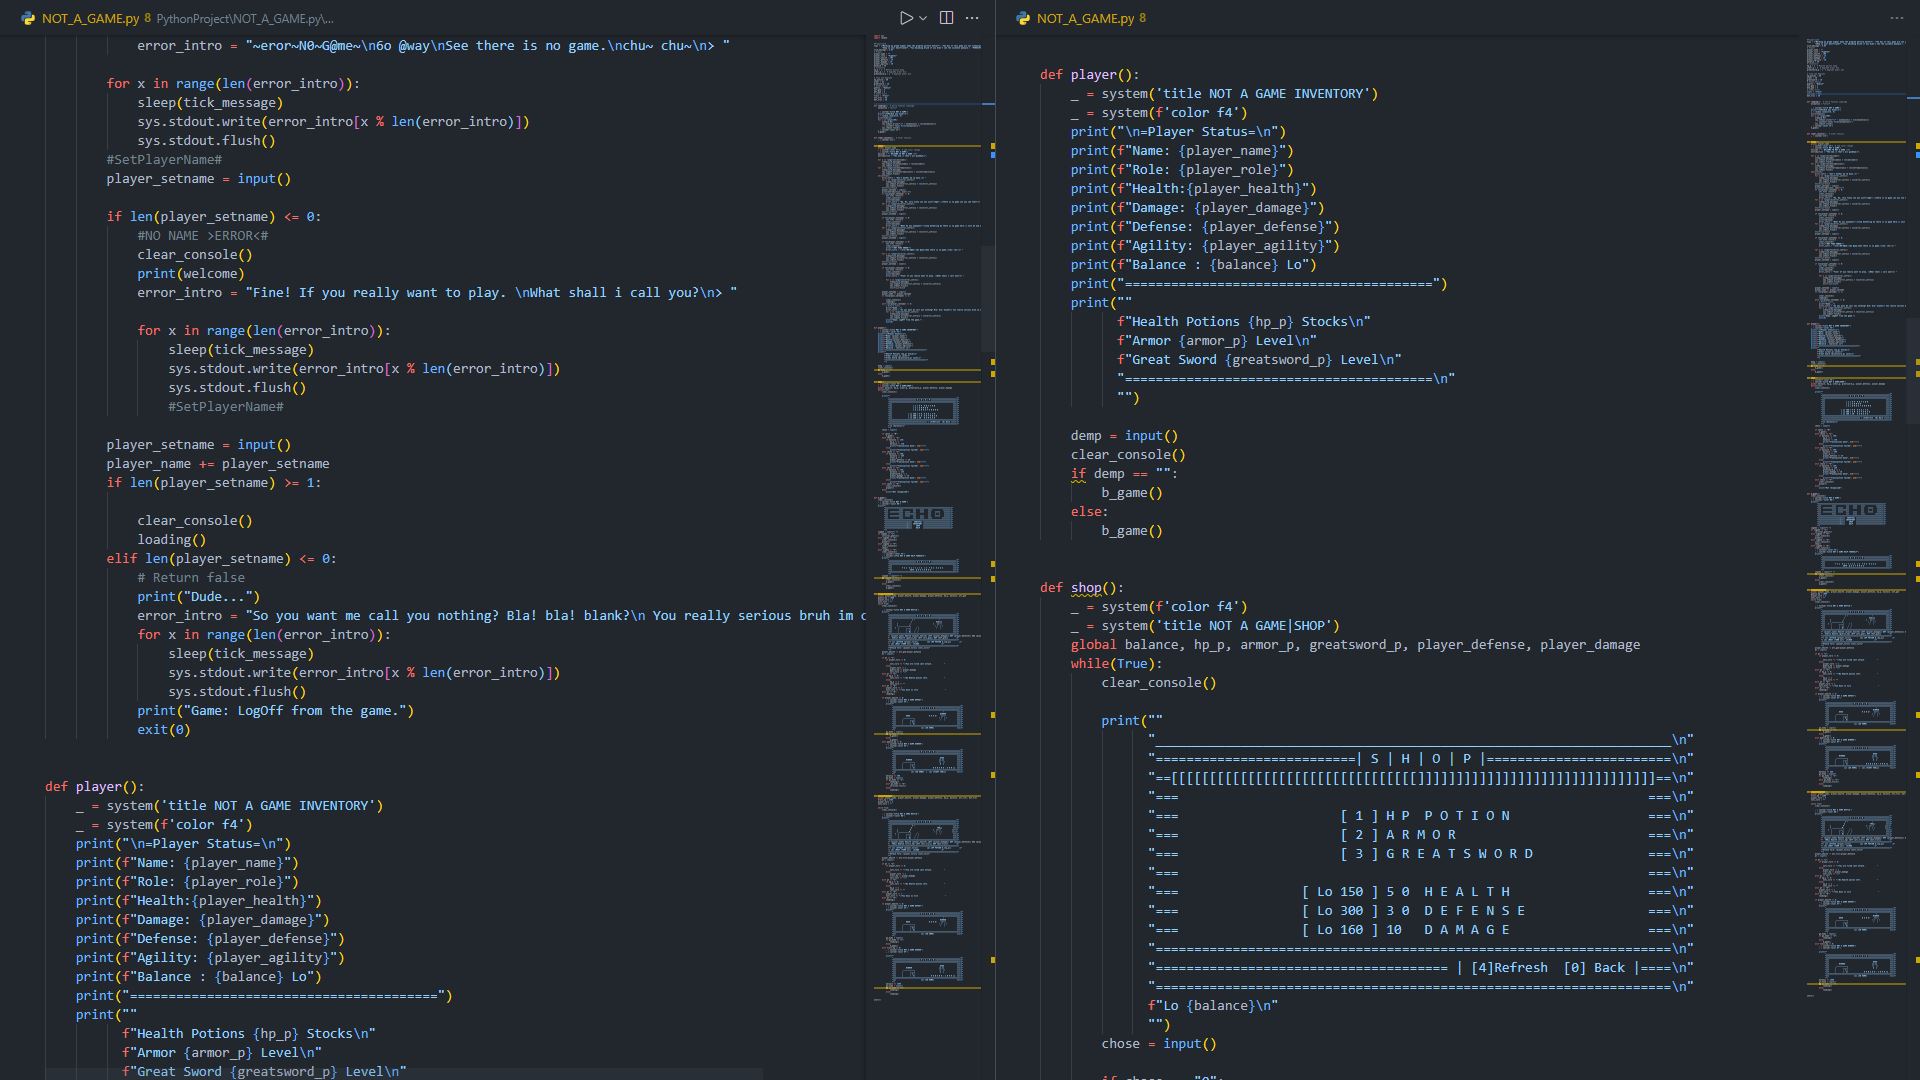 NOT_A_GAME.py 8 PythonProject\NOT_A_GAME.py\...
error_intro = "~eror~N0~G@me~\n6o @way\nSee there is no game.\nchu~ chu~\n> "
for x in range(len(error_intro)):
sleep(tick_message)
sys.stdout.write(error_intro[x % len(error_intro)])
sys.stdout.flush()
#SetPlayerName#
player_setname = input()
if len(player_setname) <= 0:
#NO NAME >ERROR<#
clear_console()
print(welcome)
error_intro = "Fine! If you really want to play. \nWhat shall i call you?\n> "
for x in range(len(error_intro)):
sleep(tick_message)
sys.stdout.write(error_intro[x % len(error_intro)])
sys.stdout.flush()
#SetPlayerName#
player_setname = input()
player_name += player_setname
if len(player_setname) >= 1:
clear_console()
loading()
elif len(player_setname) <= 0:
# Return false
print("Dude...")
error_intro = "So you want me call you nothing? Bla! bla! blank?\n You really serious bruh im
for x in range(len(error_intro)):
sleep(tick_message)
sys.stdout.write(error_intro[x % len(error_intro)])
sys.stdout.flush()
print("Game: LogOff from the game.")
exit(0)
def player():
_ = system('title NOT A GAME INVENTORY')
_ = system(f'color f4')
print("\n=Player Status=\n")
print(f"Name: {player_name}")
print(f"Role: {player_role}")
print(f"Health:{player_health}")
print(f"Damage: {player_damage}")
print(f"Defense: {player_defense}")
print(f"Agility: {player_agility}")
print(f"Balance : {balance} Lo")
print("========================================")
print(""
f"Health Potions {hp_p} Stocks\n"
f"Armor {armor_p} Level\n"
f"Great Sword {greatsword_p} Level\n"
NOT_A_GAME.py 8
def player():
_ = system('title NOT A GAME INVENTORY')
_ = system(f'color f4')
print("\n=Player Status=\n")
print(f"Name: {player_name}")
print(f"Role: {player_role}")
print(f"Health:{player_health}")
print(f"Damage: {player_damage}")
print(f"Defense: {player_defense}")
print(f"Agility: {player_agility}")
print(f"Balance : {balance} Lo")
print("========================================")
print(""
f"Health Potions {hp_p} Stocks\n"
f"Armor {armor_p} Level\n"
f"Great Sword {greatsword_p} Level\n"
"========================================\n"
"")
demp = input()
clear_console()
if demp == "":
b_game()
else:
b_game()
def shop():
_ = system(f'color f4')
_ = system('title NOT A GAME|SHOP')
global balance, hp_p, armor_p, greatsword_p, player_defense, player_damage
while(True):
clear_console()
print(""
"___________________________________________________________________\n"
"==========================| S | H | O | P |========================\n"
"==[[[[[[[[[[[[[[[[[[[[[[[[[[[[[[[[]]]]]]]]]]]]]]]]]]]]]]]]]]]]]]]==\n"
"=== ===\n"
"=== [ 1 ] H P P O T I O N ===\n"
"=== [ 2 ] A R M O R ===\n"
"=== [ 3 ] G R E A T S W O R D ===\n"
"=== ===\n"
"=== [ Lo 150 ] 5 0 H E A L T H ===\n"
"=== [ Lo 300 ] 3 0 D E F E N S E ===\n"
"=== [ Lo 160 ] 10 D A M A G E ===\n"
"===================================================================\n"
"====================================== | [4]Refresh [0] Back |====\n"
"===================================================================\n"
f"Lo {balance}\n"
"")
chose = input()